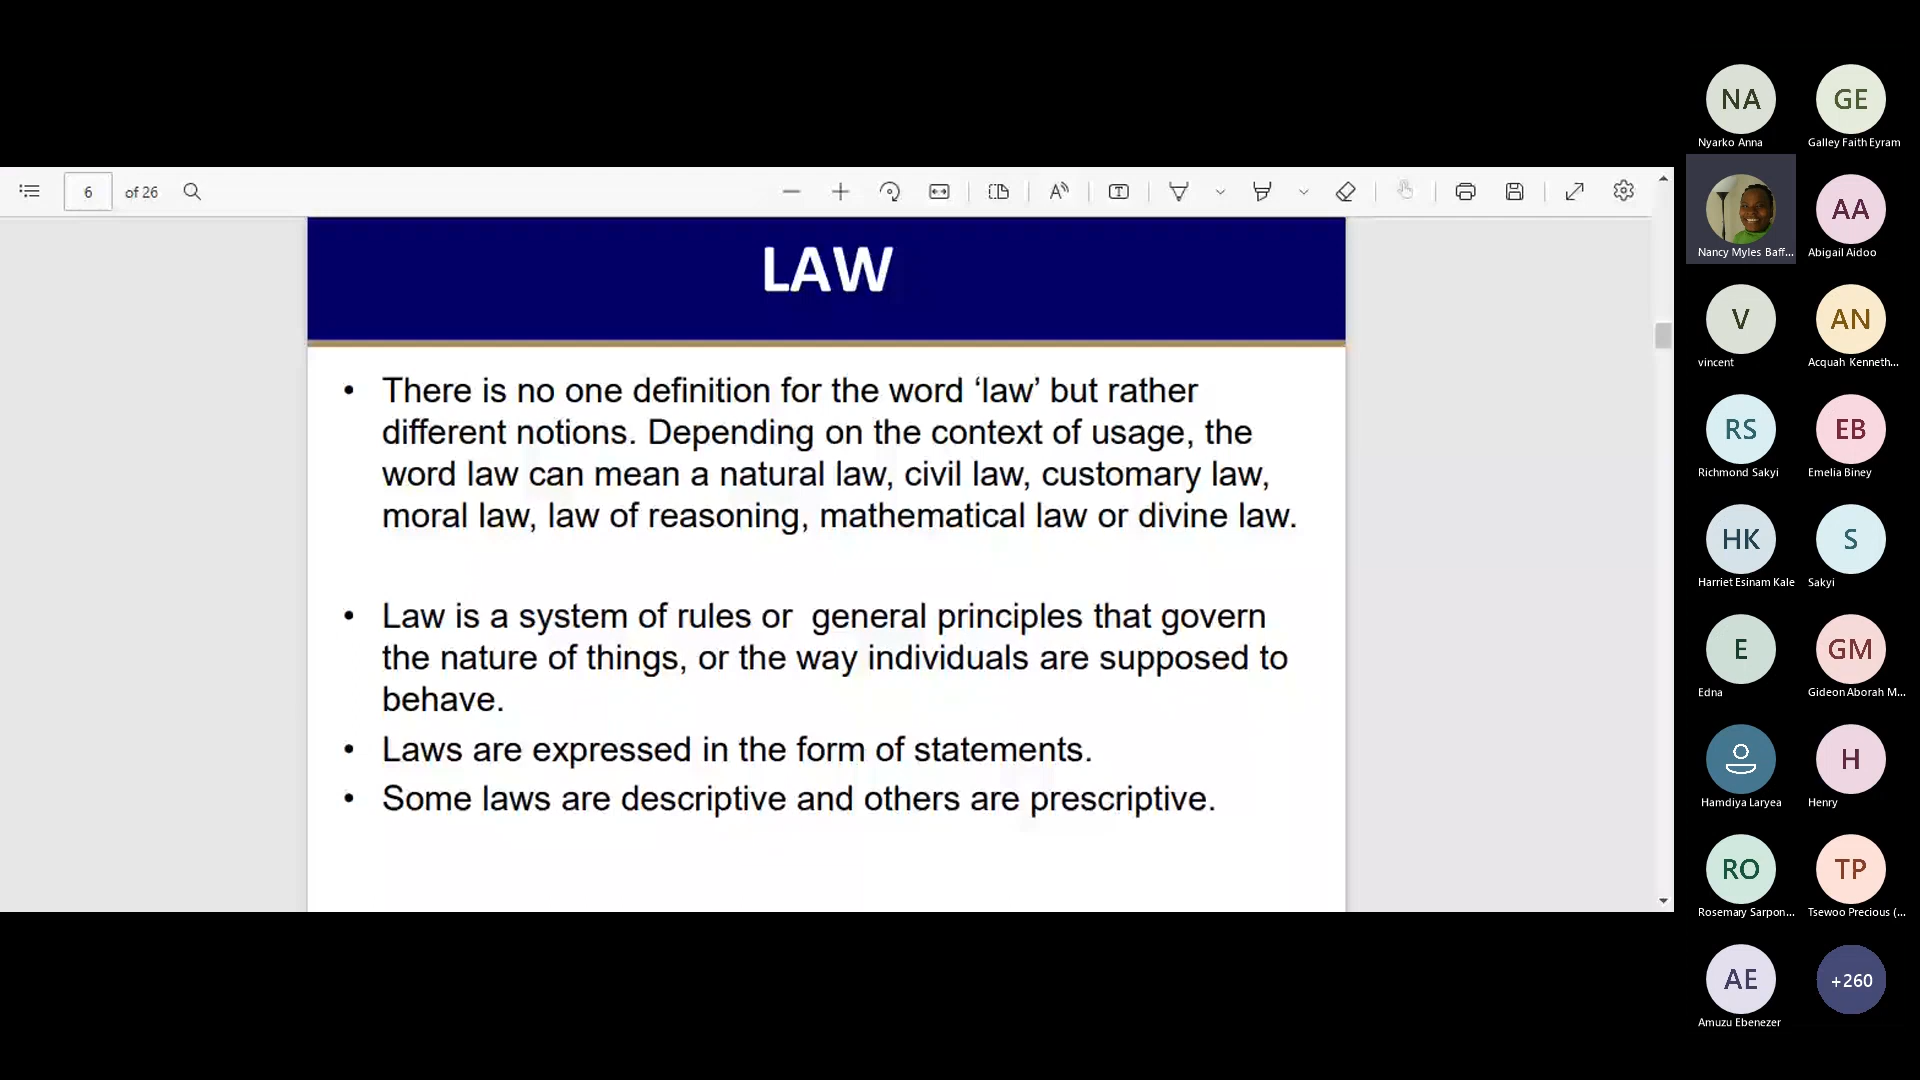 6 of 26
LAW
• There is no one definition for the word ‘law’ but rather
different notions. Depending on the context of usage, the
word law can mean a natural law, civil law, customary law,
moral law, law of reasoning, mathematical law or divine law.
• Law is a system of rules or  general principles that govern
the nature of things, or the way individuals are supposed to
behave.
• Laws are expressed in the form of statements.
• Some laws are descriptive and others are prescriptive.
NA GE
Nyarko Anna Galley Faith Eyram
AA
Nancy Myles Baff... Abigail Aidoo
V AN
vincent Acquah Kenneth...
RS EB
Richmond Sakyi Emelia Biney
HK S
Harriet Esinam Kale Sakyi
E GM
Edna Gideon Aborah M...
H
Hamdiya Laryea Henry
RO TP
Rosemary Sarpon... Tsewoo Precious (...
AE +260
Amuzu Ebenezer